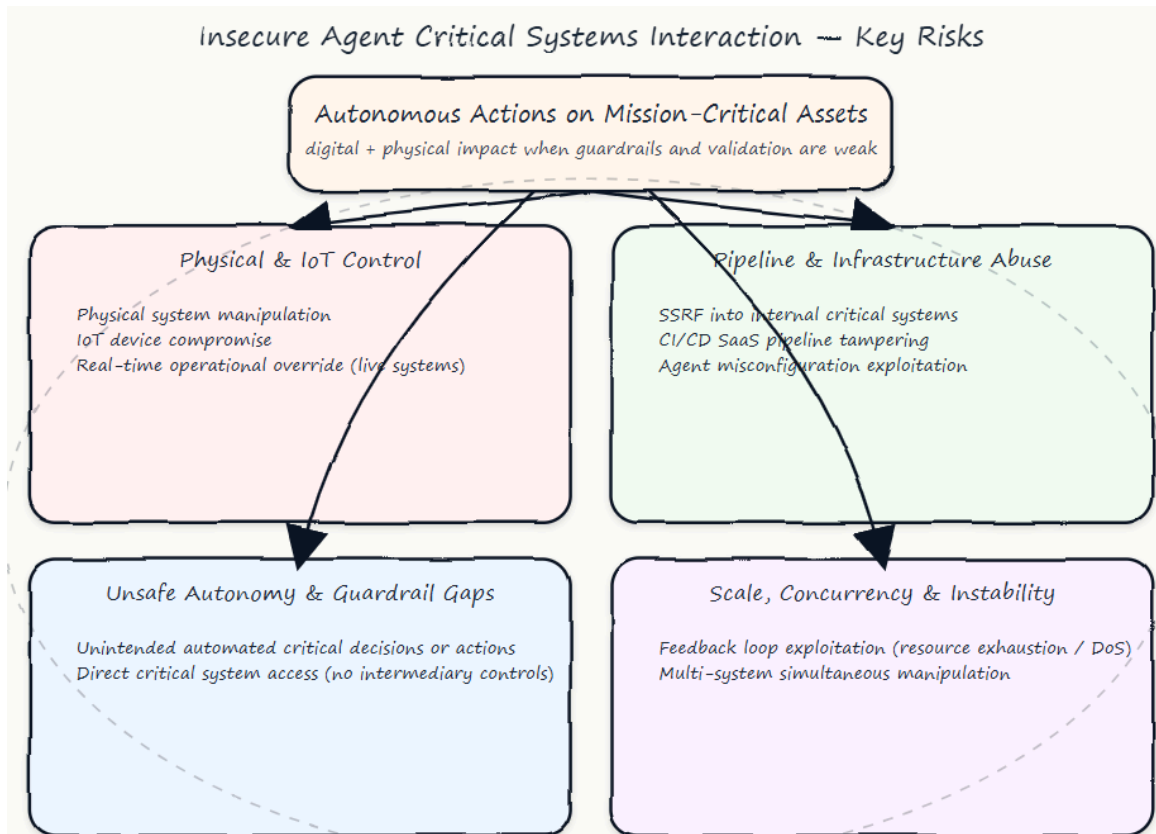 Insecure Agent Critical Systems Interaction — Key Risks
Autonomous Actions on Mission-Critical Assets
digital + physical impact when guardrails and validation are weak
Physical & IoT Control
Physical system manipulation
IoT device compromise
Real-time operational override (live systems)
Pipeline & Infrastructure Abuse
SSRF into internal critical systems
CI/CD SaaS pipeline tampering
Agent misconfiguration exploitation
Unsafe Autonomy & Guardrail Gaps
Unintended automated critical decisions or actions
Direct critical system access (no intermediary controls)
Scale, Concurrency & Instability
Feedback loop exploitation (resource exhaustion / DoS)
Multi-system simultaneous manipulation